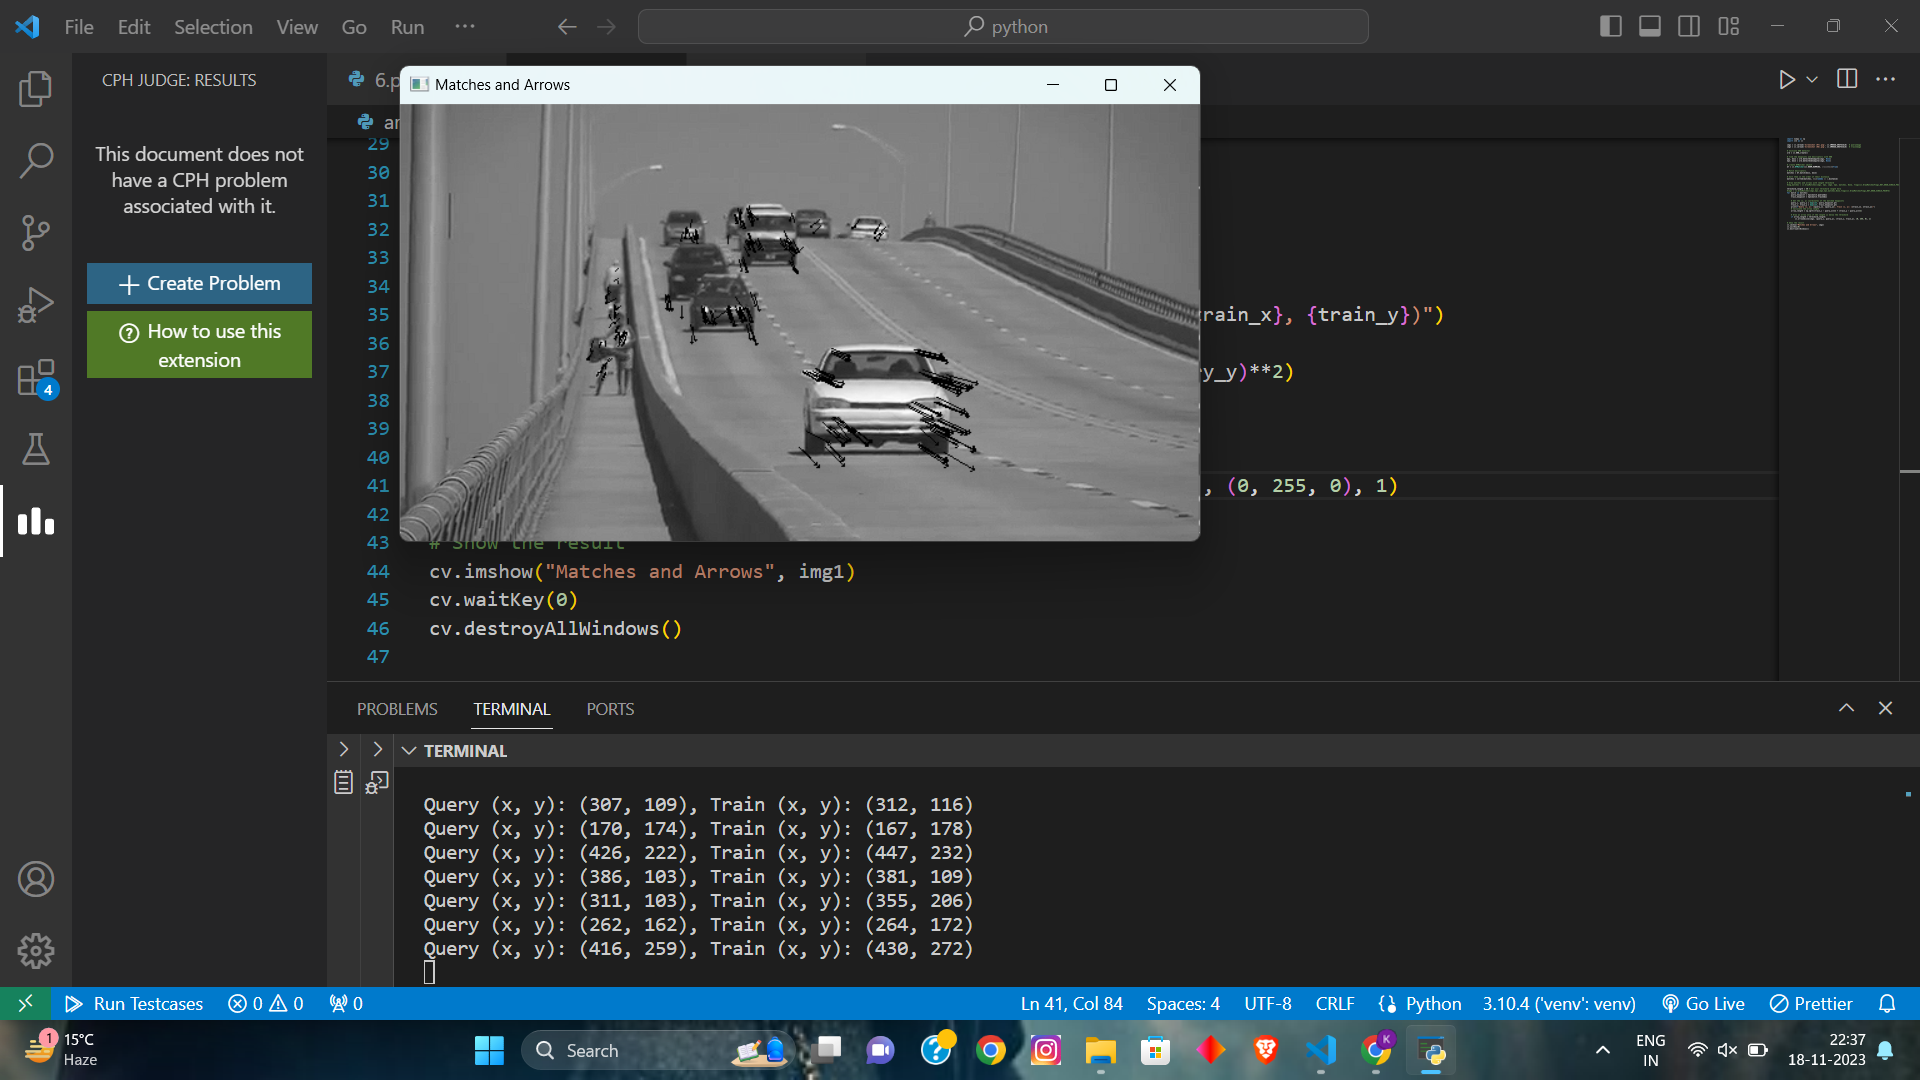 File Edit Selection View Go Run ...
python
CPH JUDGE: RESULTS
This document does not
have a CPH problem
associated with it.
Create Problem
How to use this
extension
4
6.p
Matches and Arrows
ar
29
30
31
32
33
34
35 train_x}, {train_y})")
36
37 y_y)**2)
38
39
40
41 , (0, 255, 0), 1)
42
43 # Show the result
44 cv.imshow("Matches and Arrows", img1)
45 cv.waitKey(0)
46 cv.destroyAllWindows()
47
PROBLEMS TERMINAL PORTS
TERMINAL
Query (x, y): (307, 109), Train (x, y): (312, 116)
Query (x, y): (170, 174), Train (x, y): (167, 178)
Query (x, y): (426, 222), Train (x, y): (447, 232)
Query (x, y): (386, 103), Train (x, y): (381, 109)
Query (x, y): (311, 103), Train (x, y): (355, 206)
Query (x, y): (262, 162), Train (x, y): (264, 172)
Query (x, y): (416, 259), Train (x, y): (430, 272)
Run Testcases 0 0 0 Ln 41, Col 84 Spaces: 4 UTF-8 CRLF Python 3.10.4 ('venv': venv) Go Live Prettier
1
15°C
Haze
Search
K
ENG
IN
22:37
18-11-2023